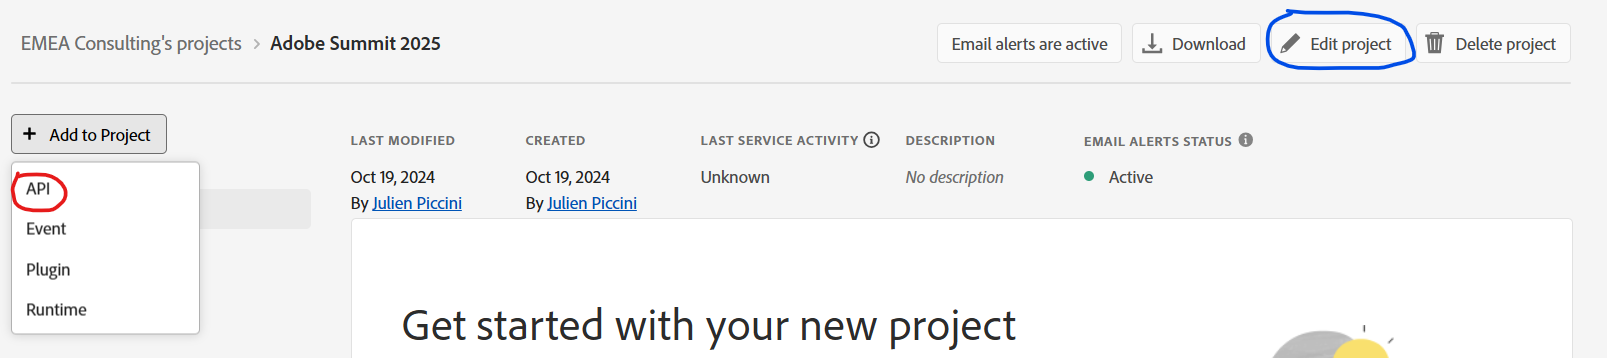 EMEA Consulting's projects > Adobe Summit 2025
Email alerts are active
Download
Edit project
Delete project
+ Add to Project
API
Event
Plugin
Runtime
LAST MODIFIED
Oct 19, 2024
By Julien Piccini
CREATED
Oct 19, 2024
By Julien Piccini
LAST SERVICE ACTIVITY
Unknown
DESCRIPTION
No description
EMAIL ALERTS STATUS
Active
Get started with your new project